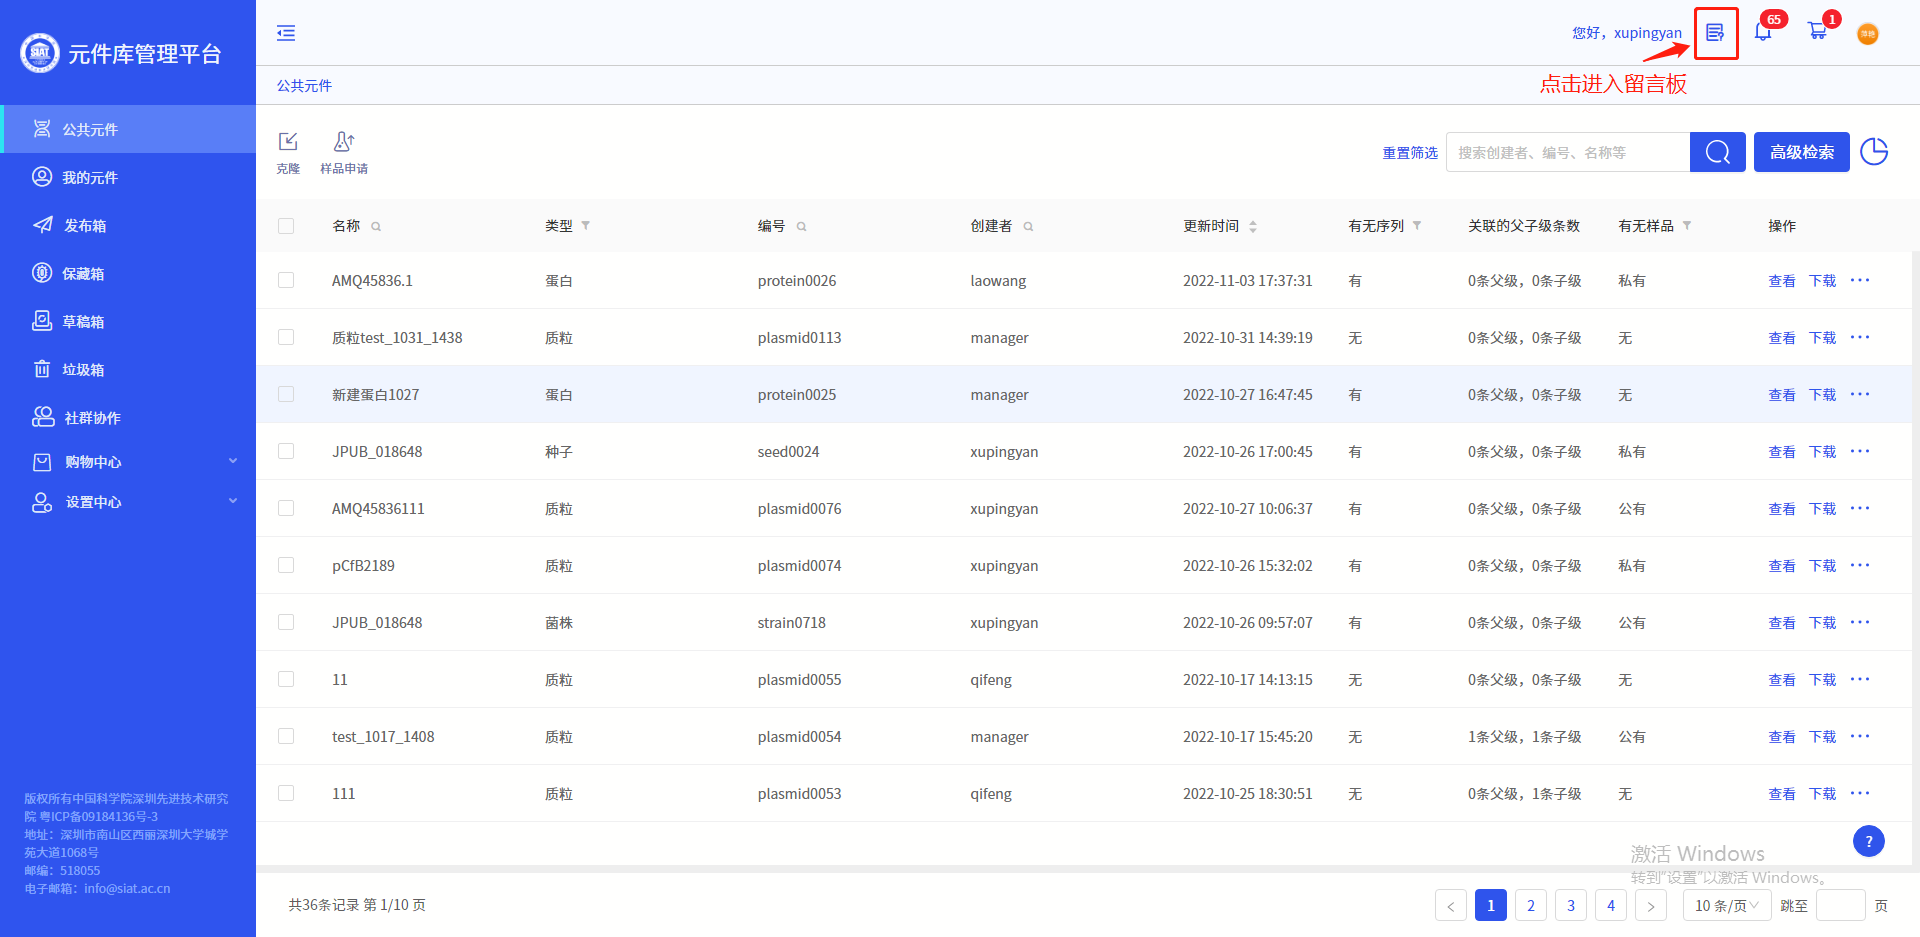 SIAT
元件库管理平台
您好，xupingyan
65
1
点击进入留言板
公共元件
公共元件
我的元件
发布箱
保藏箱
草稿箱
垃圾箱
社群协作
购物中心
设置中心
克隆
样品申请
重置筛选
搜索创建者、编号、名称等
高级检索
名称 类型 编号 创建者 更新时间 有无序列 关联的父子级条数 有无样品 操作
AMQ45836.1 蛋白 protein0026 laowang 2022-11-03 17:37:31 有 0条父级，0条子级 私有 查看 下载 ···
质粒test_1031_1438 质粒 plasmid0113 manager 2022-10-31 14:39:19 无 0条父级，0条子级 无 查看 下载 ···
新建蛋白1027 蛋白 protein0025 manager 2022-10-27 16:47:45 有 0条父级，0条子级 无 查看 下载 ···
JPUB_018648 种子 seed0024 xupingyan 2022-10-26 17:00:45 有 0条父级，0条子级 私有 查看 下载 ···
AMQ45836111 质粒 plasmid0076 xupingyan 2022-10-27 10:06:37 有 0条父级，0条子级 公有 查看 下载 ···
pCfB2189 质粒 plasmid0074 xupingyan 2022-10-26 15:32:02 有 0条父级，0条子级 私有 查看 下载 ···
JPUB_018648 菌株 strain0718 xupingyan 2022-10-26 09:57:07 有 0条父级，0条子级 公有 查看 下载 ···
11 质粒 plasmid0055 qifeng 2022-10-17 14:13:15 无 0条父级，0条子级 无 查看 下载 ···
test_1017_1408 质粒 plasmid0054 manager 2022-10-17 15:45:20 无 1条父级，1条子级 公有 查看 下载 ···
111 质粒 plasmid0053 qifeng 2022-10-25 18:30:51 无 0条父级，1条子级 无 查看 下载 ···
?
激活 Windows
转到“设置”以激活 Windows。
共36条记录 第 1/10 页
< 1 2 3 4 > 10 条/页 跳至 页
版权所有中国科学院深圳先进技术研究
院 粤ICP备09184136号-3
地址：深圳市南山区西丽深圳大学城学
苑大道1068号
邮编：518055
电子邮箱：info@siat.ac.cn